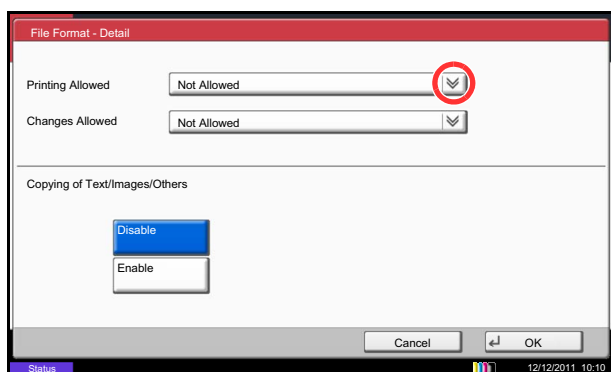 File Format - Detail
Printing Allowed Not Allowed
Changes Allowed Not Allowed
Copying of Text/Images/Others
Disable
Enable
Cancel OK
Status 12/12/2011 10:10